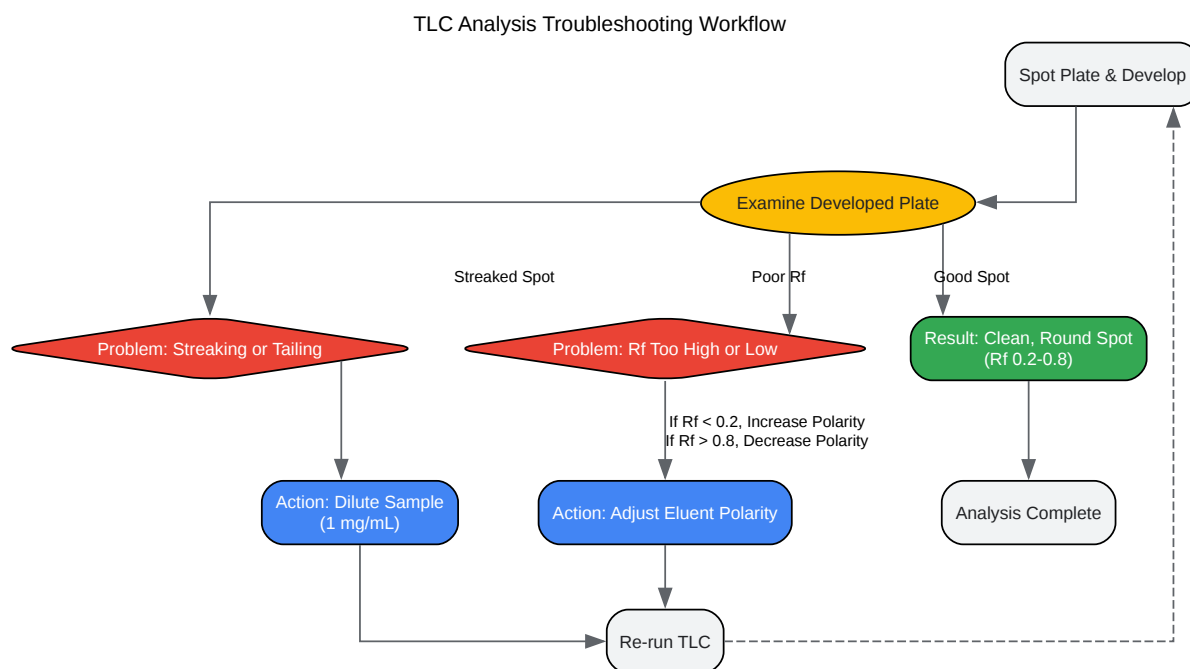 TLC Analysis Troubleshooting Workflow
Spot Plate & Develop
Examine Developed Plate
Streaked Spot
Poor Rf
Good Spot
Problem: Streaking or Tailing
Problem: Rf Too High or Low
Result: Clean, Round Spot
(Rf 0.2-0.8)
If Rf < 0.2, Increase Polarity
If Rf > 0.8, Decrease Polarity
Action: Dilute Sample
(1 mg/mL)
Action: Adjust Eluent Polarity
Analysis Complete
Re-run TLC